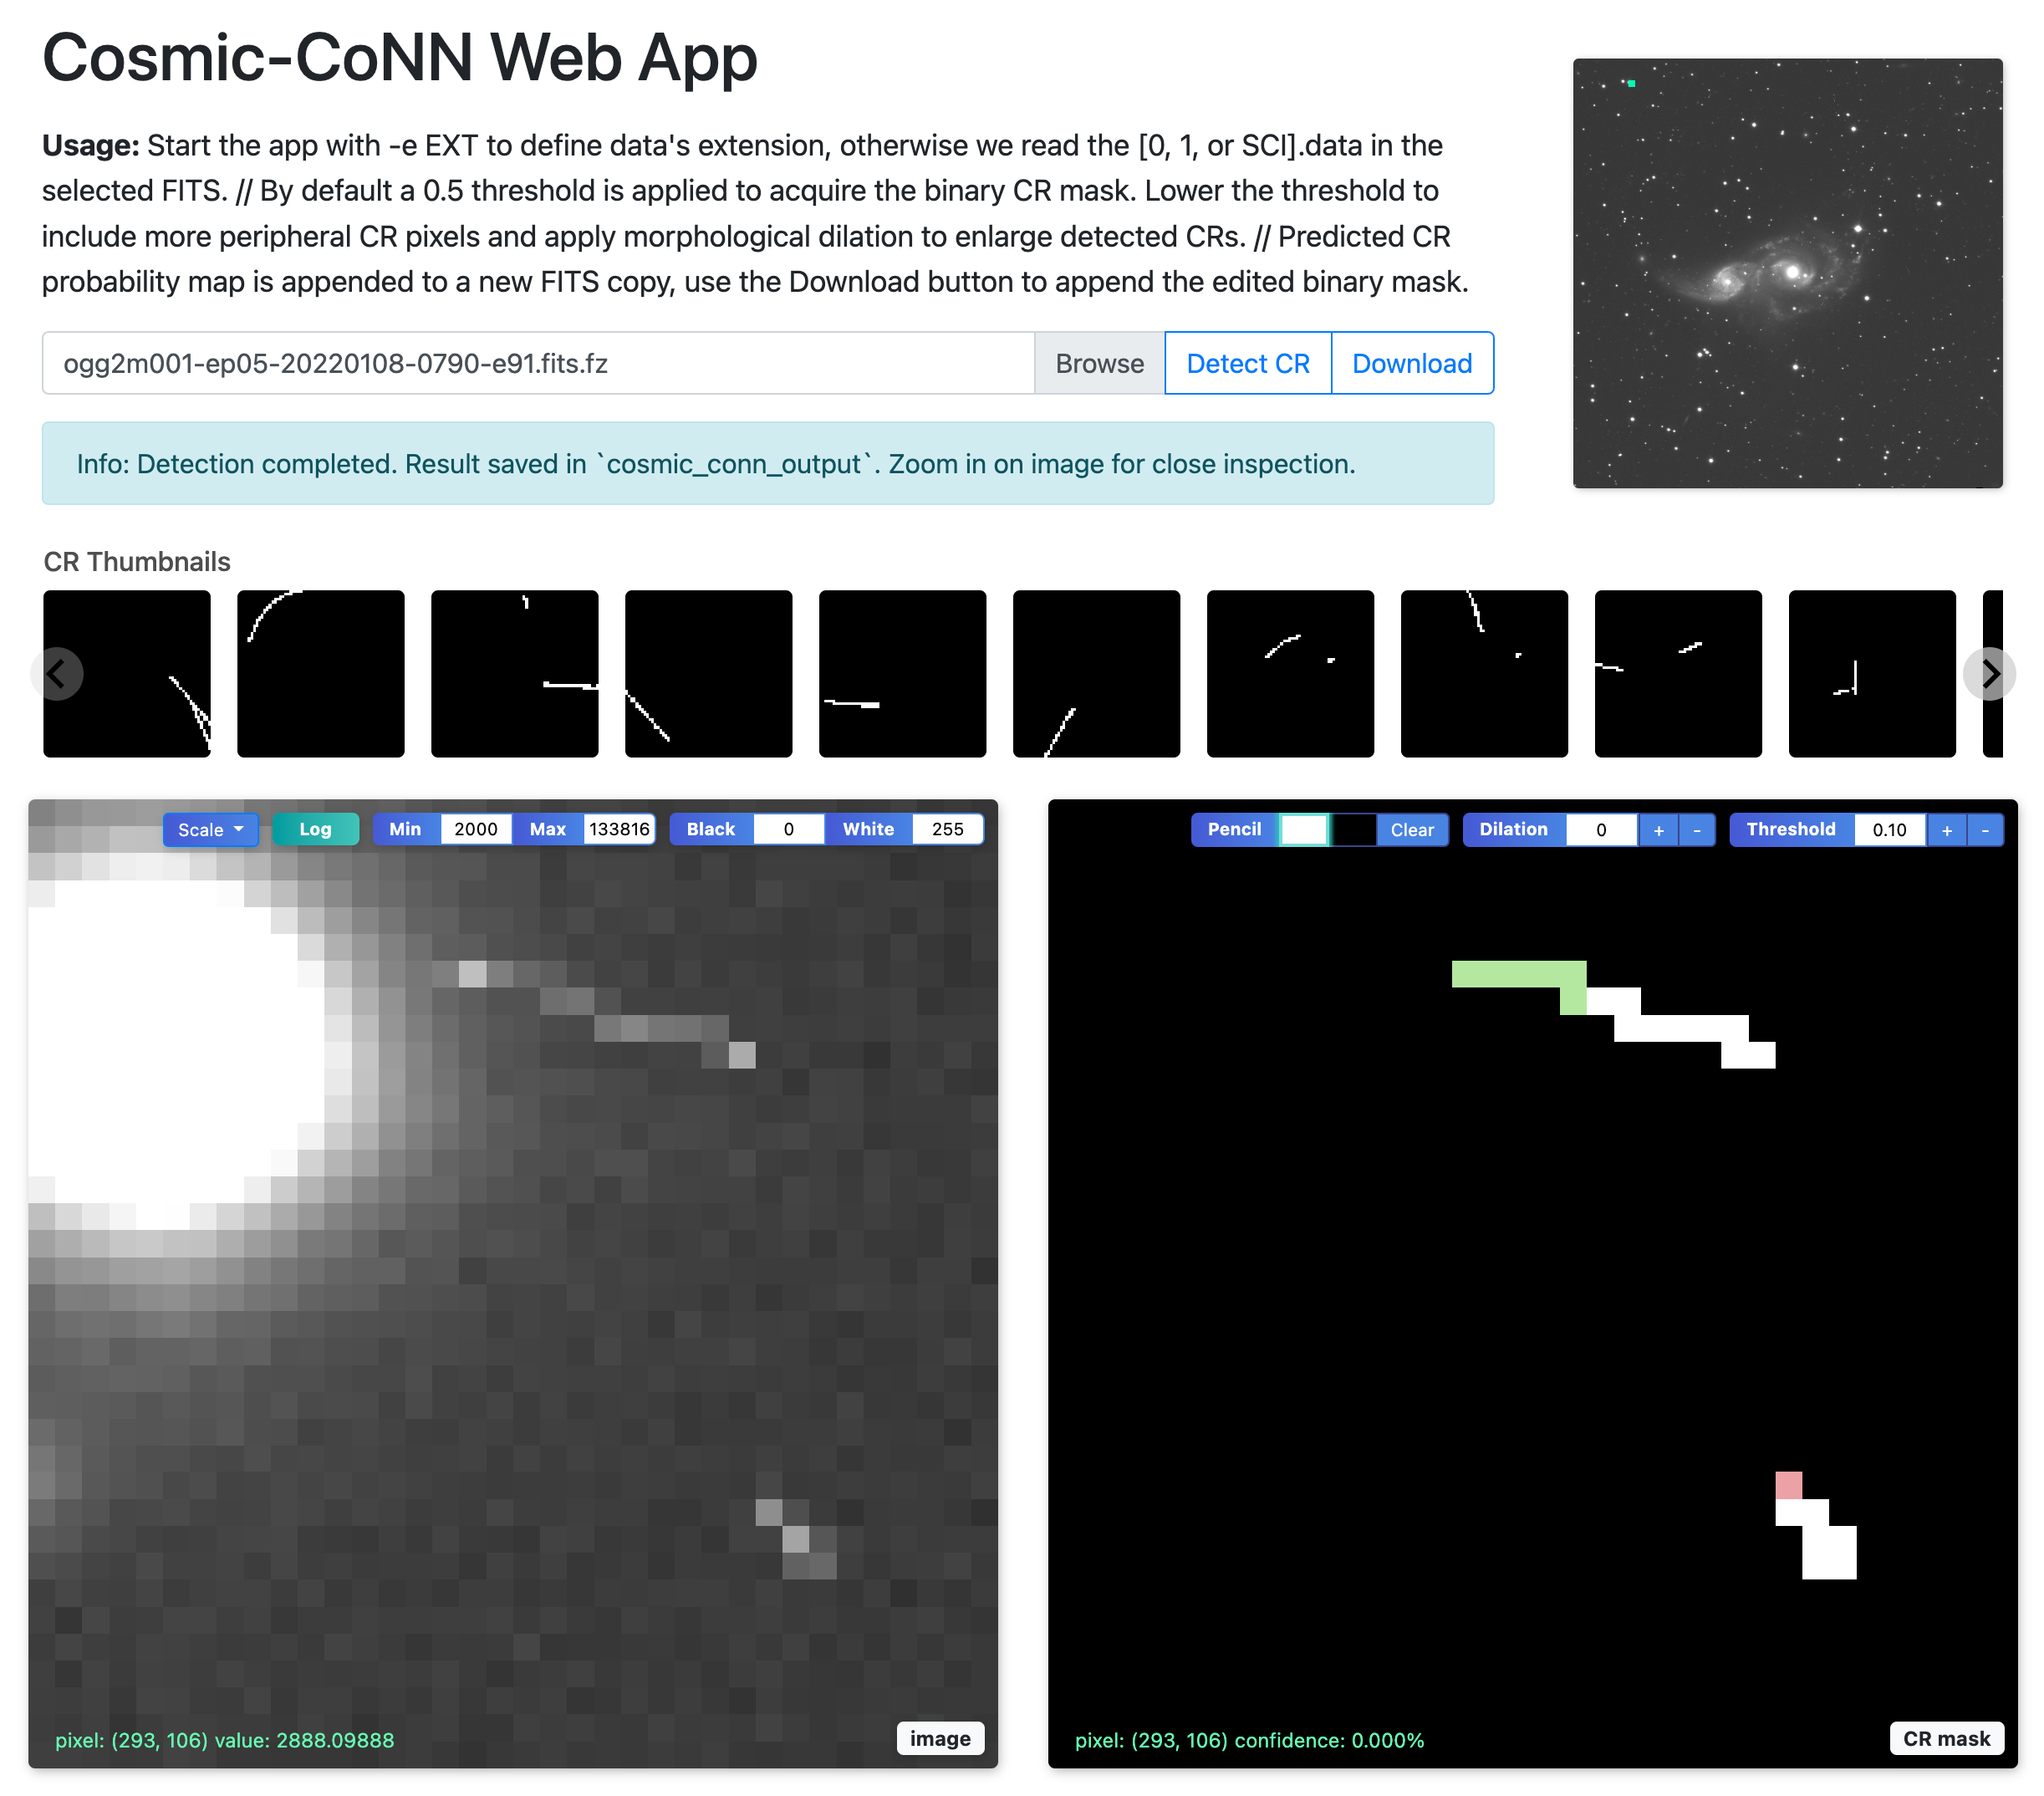 Cosmic-CoNN Web App
Usage: Start the app with -e EXT to define data's extension, otherwise we read the [0, 1, or SCI].data in the
selected FITS. // By default a 0.5 threshold is applied to acquire the binary CR mask. Lower the threshold to
include more peripheral CR pixels and apply morphological dilation to enlarge detected CRs. // Predicted CR
probability map is appended to a new FITS copy, use the Download button to append the edited binary mask.
ogg2m001-ep05-20220108-0790-e91.fits.fz Browse Detect CR Download
Info: Detection completed. Result saved in `cosmic_conn_output`. Zoom in on image for close inspection.
CR Thumbnails
Scale Log Min 2000 Max 133816 Black 0 White 255
Pencil Clear Dilation 0 + - Threshold 0.10 + -
pixel: (293, 106) value: 2888.09888 image
pixel: (293, 106) confidence: 0.000% CR mask